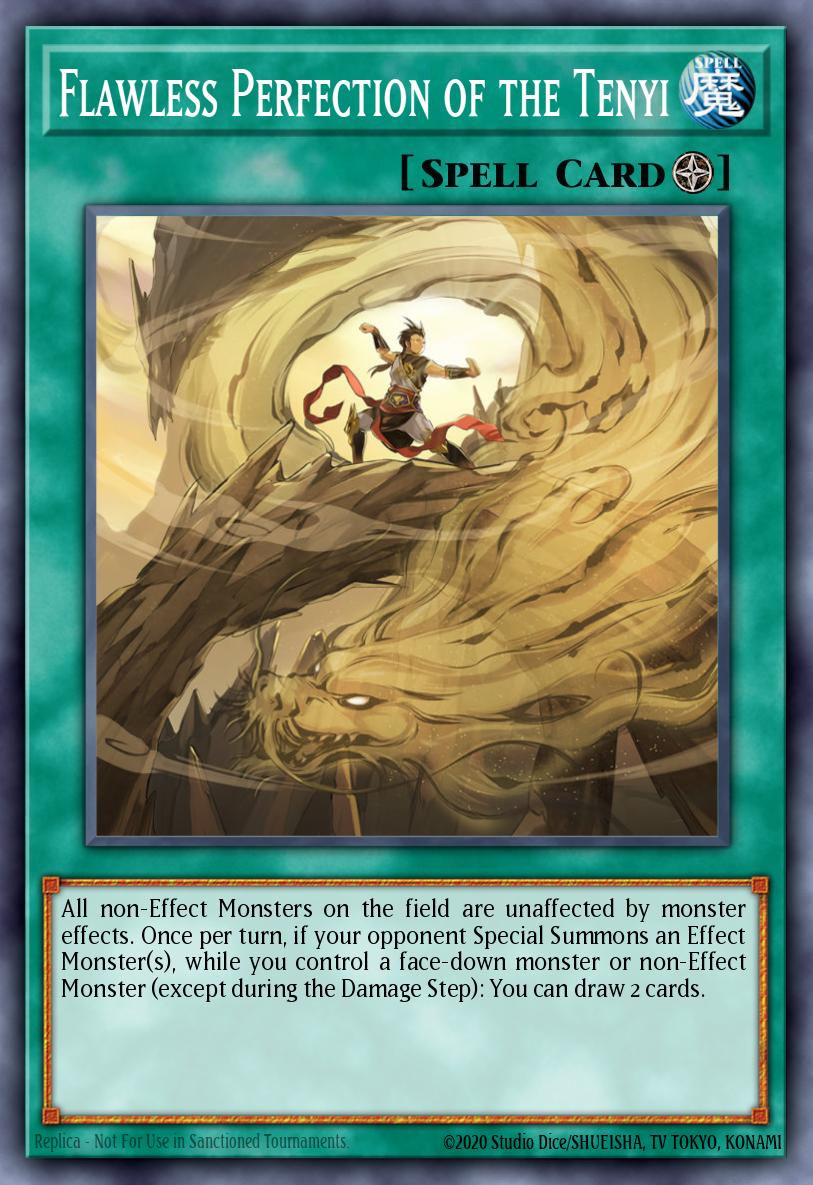 Flawless Perfection of the Tenyi
SPELL
魔
[Spell Card]
All non-Effect Monsters on the field are unaffected by monster
effects. Once per turn, if your opponent Special Summons an Effect
Monster(s), while you control a face-down monster or non-Effect
Monster (except during the Damage Step): You can draw 2 cards.
Replica - Not For Use in Sanctioned Tournaments.
©2020 Studio Dice/SHUEISHA, TV TOKYO, KONAMI